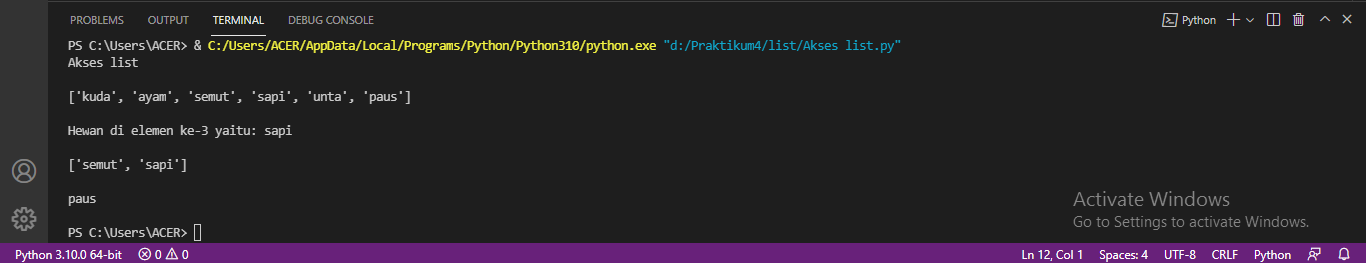 PROBLEMS OUTPUT TERMINAL DEBUG CONSOLE Python
PS C:\Users\ACER> & C:/Users/ACER/AppData/Local/Programs/Python/Python310/python.exe "d:/Praktikum4/list/Akses list.py"
Akses list
['kuda', 'ayam', 'semut', 'sapi', 'unta', 'paus']
Hewan di elemen ke-3 yaitu: sapi
['semut', 'sapi']
paus
Activate Windows
Go to Settings to activate Windows.
PS C:\Users\ACER>
Python 3.10.0 64-bit 0 0 Ln 12, Col 1 Spaces: 4 UTF-8 CRLF Python